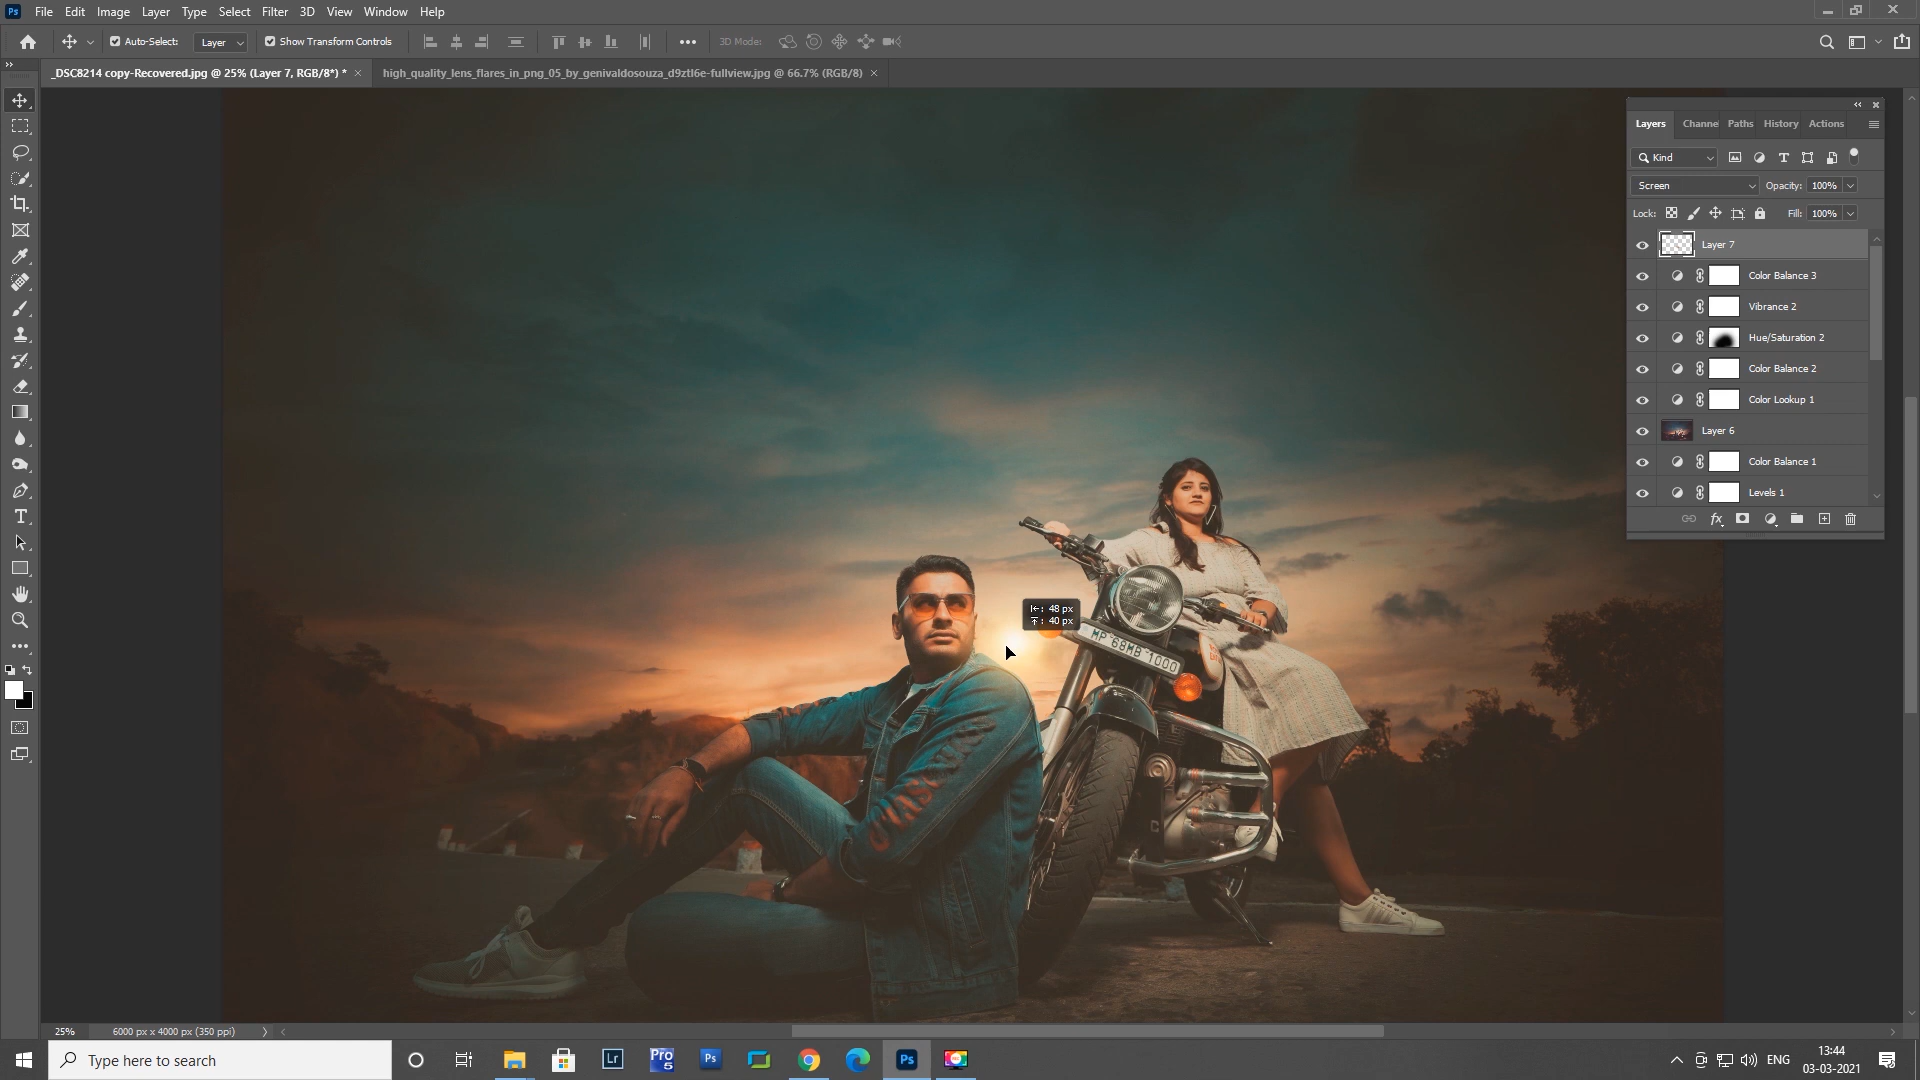 Ps File Edit Image Layer Type Select Filter 3D View Window Help
Auto-Select: Layer Show Transform Controls 3D Mode:
_DSC8214 copy-Recovered.jpg @ 25% (Layer 7, RGB/8*) * × high_quality_lens_flares_in_png_05_by_genivaldosouza_d9ztl6e-fullview.jpg @ 66.7% (RGB/8) ×
Layers Channe Paths History Actions
Kind
Screen Opacity: 100%
Lock: Fill: 100%
Layer 7
Color Balance 3
Vibrance 2
Hue/Saturation 2
Color Balance 2
Color Lookup 1
Layer 6
Color Balance 1
Levels 1
fx
: 48 px
: 40 px
MP 68MB 1000
25% 6000 px x 4000 px (350 ppi)
Type here to search
Lr
Pro 5
Ps
Ps
ENG
13:44
03-03-2021